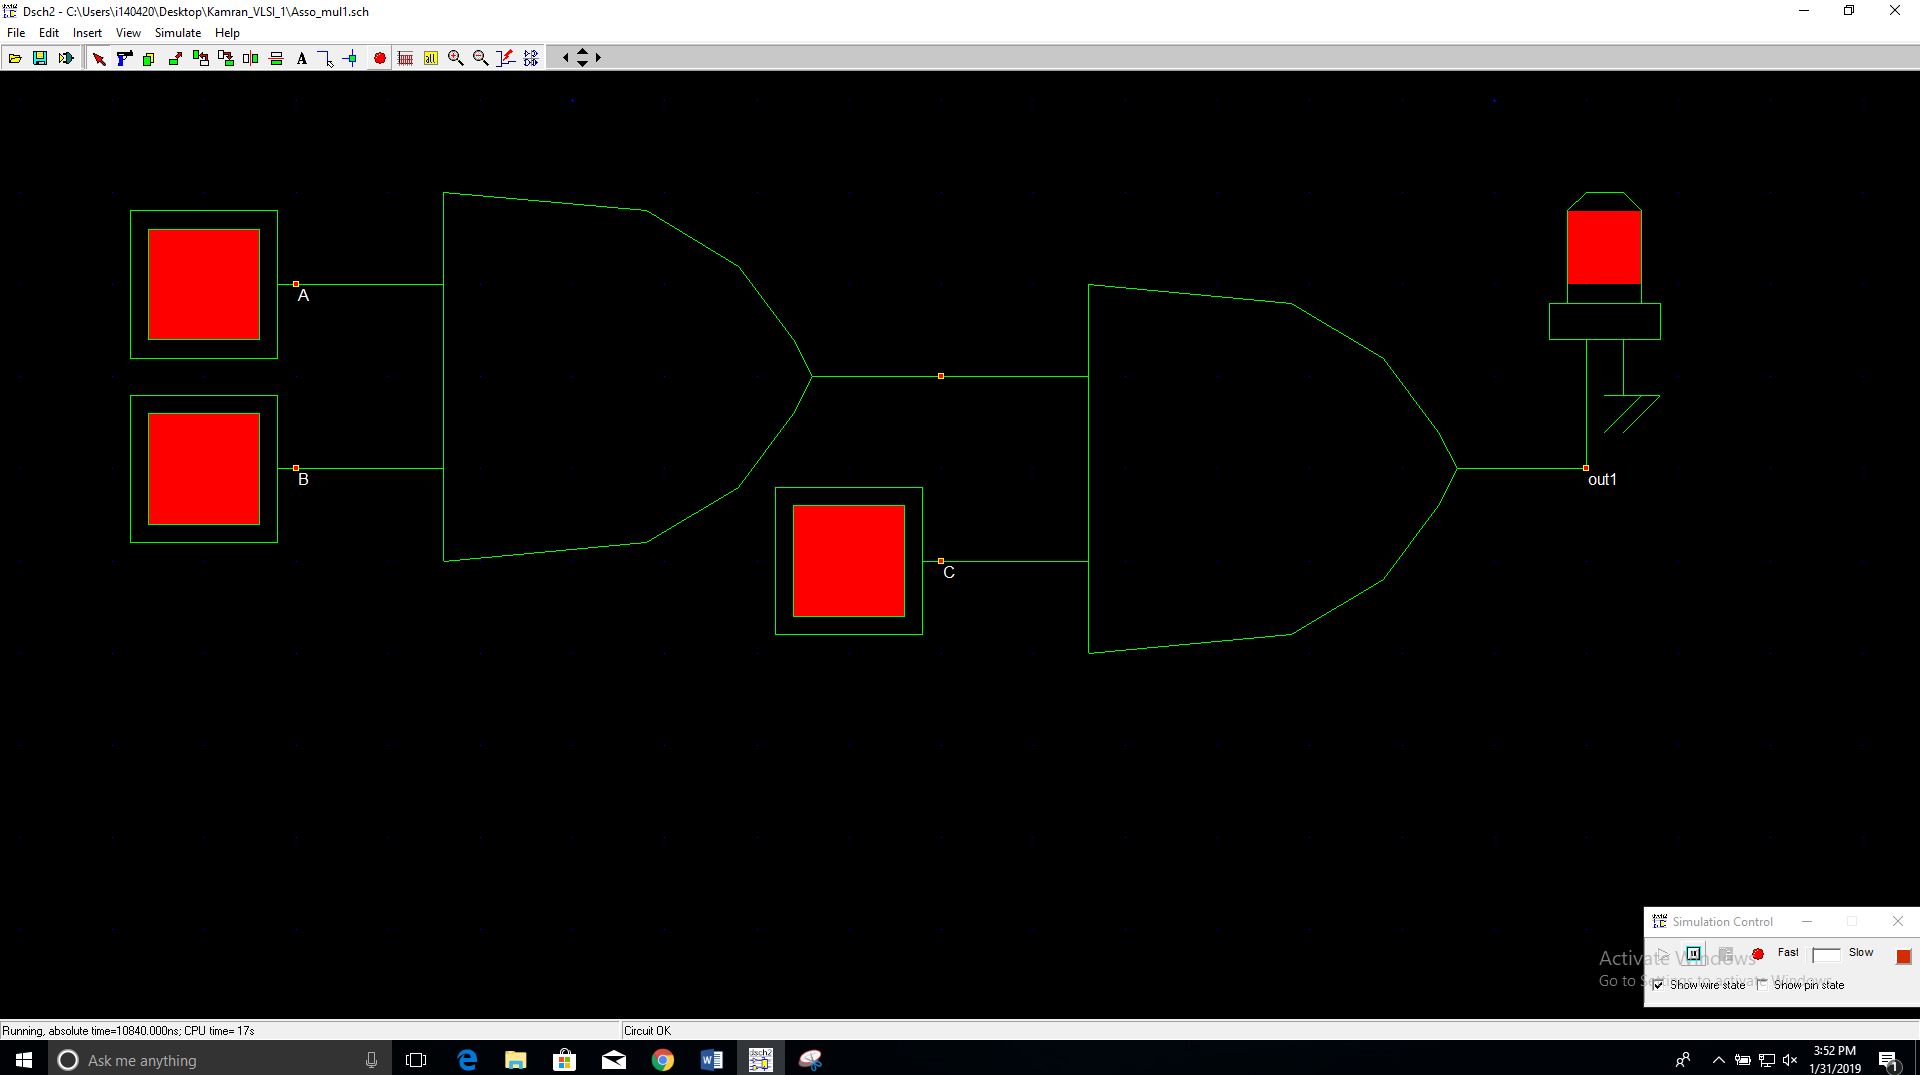 Dsch2 - C:\Users\i140420\Desktop\Kamran_VLSI_1\Asso_mul1.sch
File Edit Insert View Simulate Help
A
B
C
out1
Simulation Control
Fast Slow
Activate Windows
Go to Settings to activate Windows.
Show wire state Show pin state
Running, absolute time=10840.000ns; CPU time= 17s Circuit OK
Ask me anything
3:52 PM
1/31/2019